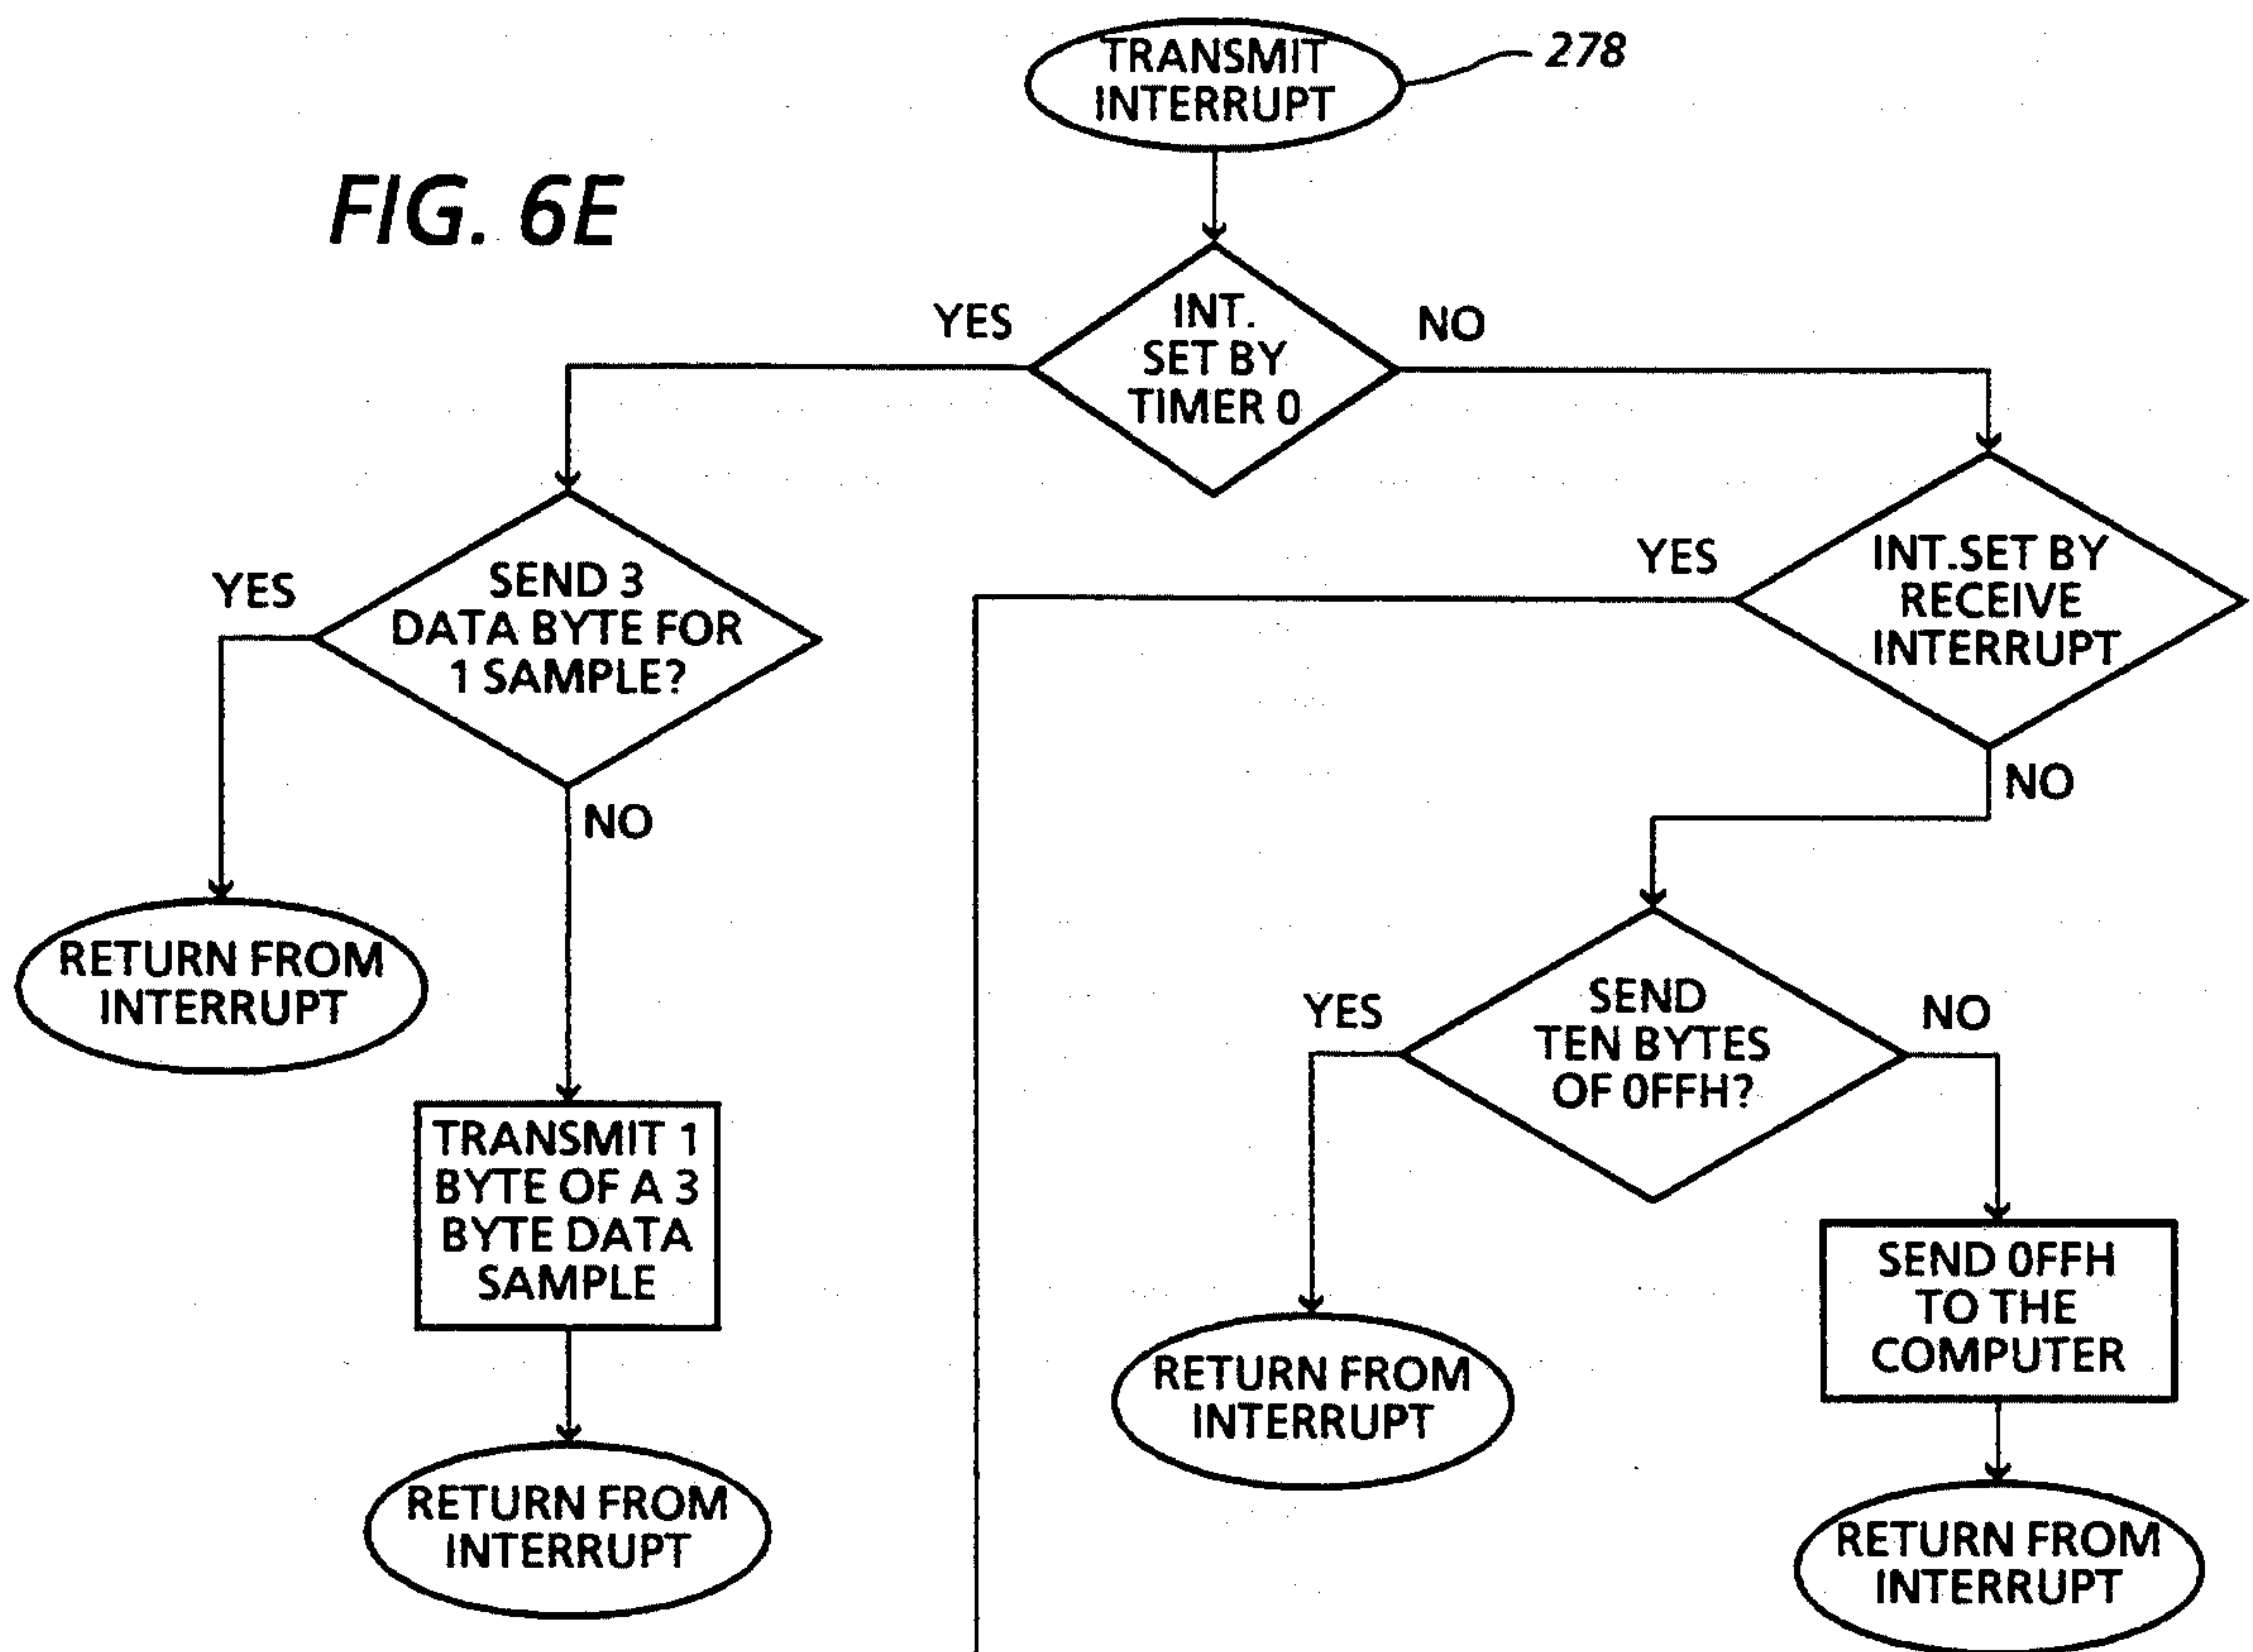 TRANSMIT
INTERRUPT
278
FIG. 6E
INT.
SET BY
TIMER 0
YES
NO
SEND 3
DATA BYTE FOR
1 SAMPLE?
YES
NO
RETURN FROM
INTERRUPT
TRANSMIT 1
BYTE OF A 3
BYTE DATA
SAMPLE
RETURN FROM
INTERRUPT
INT.SET BY
RECEIVE
INTERRUPT
YES
NO
SEND
TEN BYTES
OF 0FFH?
YES
NO
RETURN FROM
INTERRUPT
SEND 0FFH
TO THE
COMPUTER
RETURN FROM
INTERRUPT